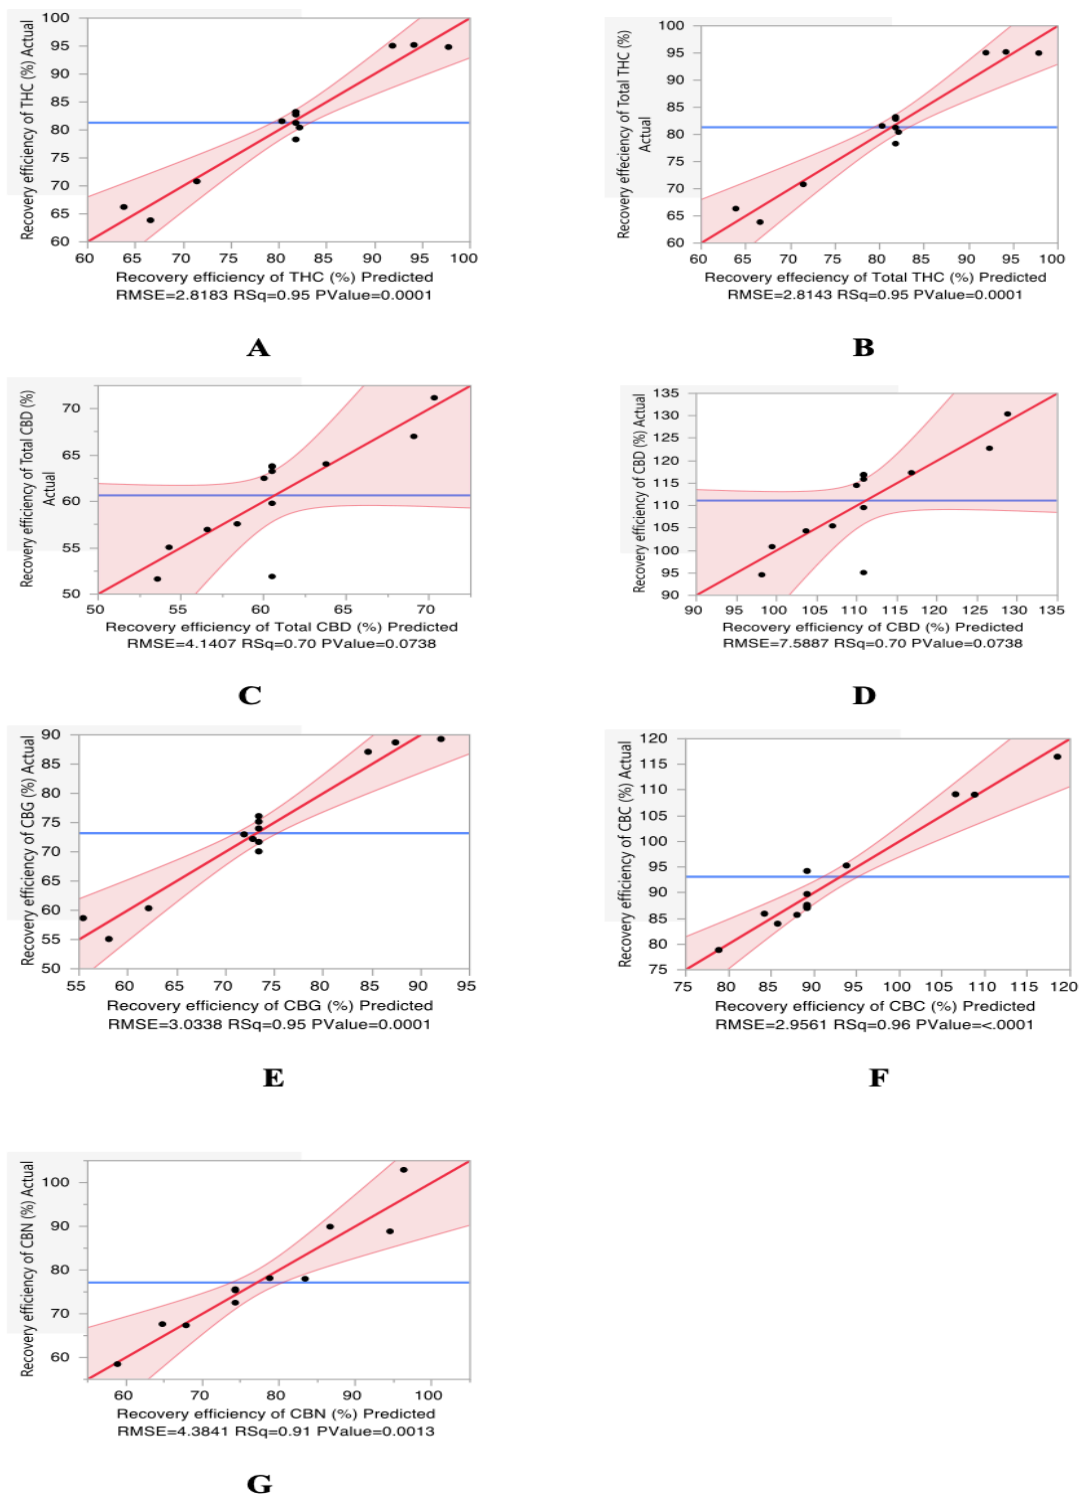 Recovery efficiency of THC (%) Actual
100
95
90
85
80
75
70
65
60
60 65 70 75 80 85 90 95 100
Recovery efficiency of THC (%) Predicted
RMSE=2.8183 RSq=0.95 PValue=0.0001
A
Recovery effeciency of Total THC (%)
Actual
100
95
90
85
80
75
70
65
60
60 65 70 75 80 85 90 95 100
Recovery effeciency of Total THC (%) Predicted
RMSE=2.8143 RSq=0.95 PValue=0.0001
B
Recovery efficiency of Total CBD (%)
Actual
70
65
60
55
50
50 55 60 65 70
Recovery efficiency of Total CBD (%) Predicted
RMSE=4.1407 RSq=0.70 PValue=0.0738
C
Recovery efficiency of CBD (%) Actual
135
130
125
120
115
110
105
100
95
90
90 95 100 105 110 115 120 125 130 135
Recovery efficiency of CBD (%) Predicted
RMSE=7.5887 RSq=0.70 PValue=0.0738
D
Recovery efficiency of CBG (%) Actual
90
80
75
70
65
60
55
50
55 60 65 70 75 80 85 90 95
Recovery efficiency of CBG (%) Predicted
RMSE=3.0338 RSq=0.95 PValue=0.0001
E
Recovery efficiency of CBC (%) Actual
120
115
110
105
100
95
90
85
80
75
75 80 85 90 95 100 105 110 115 120
Recovery efficiency of CBC (%) Predicted
RMSE=2.9561 RSq=0.96 PValue=<.0001
F
Recovery efficiency of CBN (%) Actual
100
90
80
70
60
60 70 80 90 100
Recovery efficiency of CBN (%) Predicted
RMSE=4.3841 RSq=0.91 PValue=0.0013
G